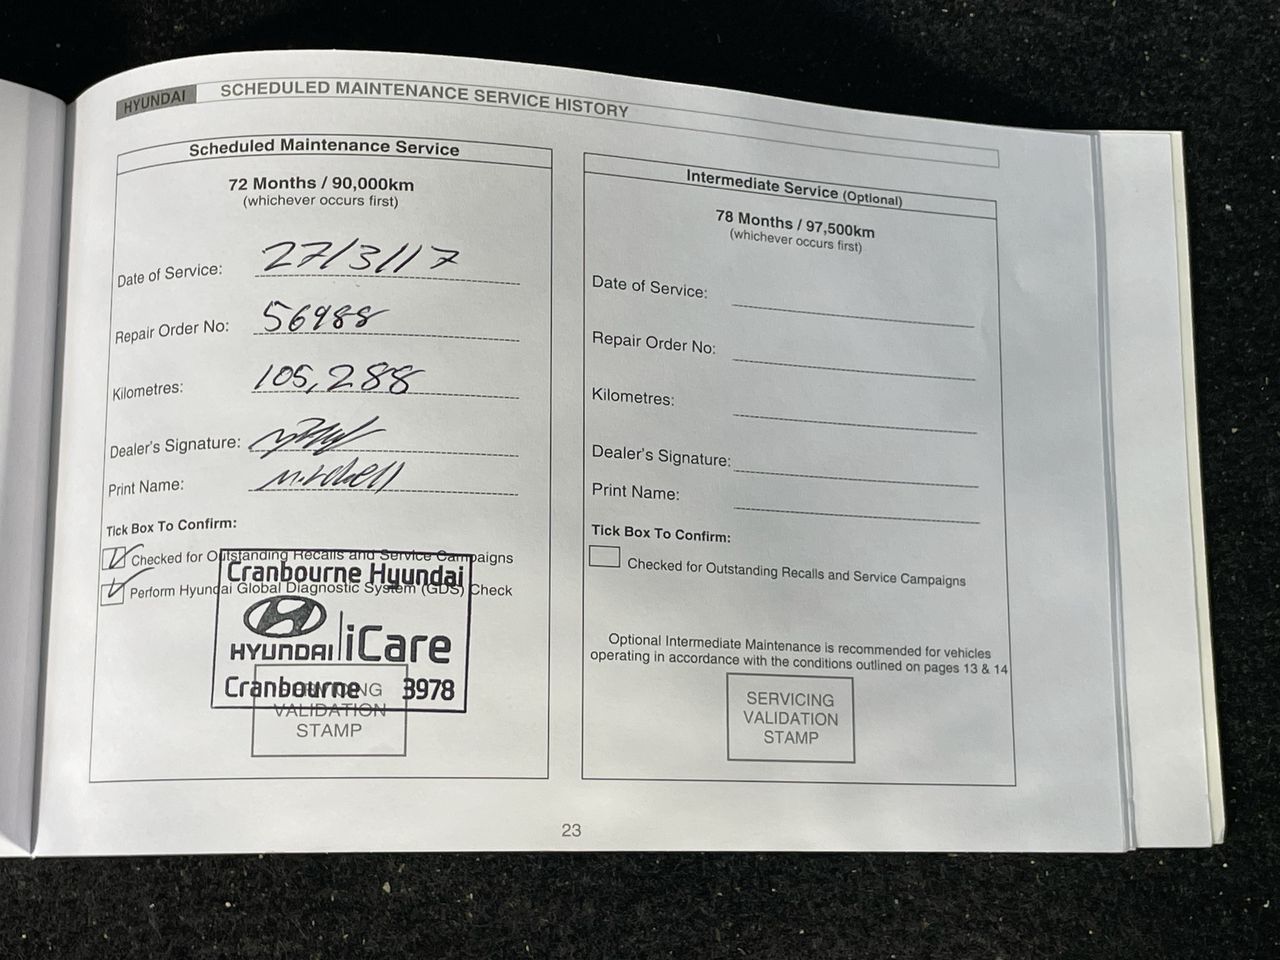 HYUNDAI SCHEDULED MAINTENANCE SERVICE HISTORY
Scheduled Maintenance Service
72 Months / 90,000km
(whichever occurs first)
Date of Service: 27/3/17
Repair Order No: 56988
Kilometres: 105,288
Dealer's Signature:
Print Name: Mitchell
Tick Box To Confirm:
Checked for Outstanding Recalls and Service Campaigns
Perform Hyundai Global Diagnostic System (GDS) Check
Cranbourne Hyundai
HYUNDAI iCare
Cranbourne 3978
SERVICING
VALIDATION
STAMP
Intermediate Service (Optional)
78 Months / 97,500km
(whichever occurs first)
Date of Service:
Repair Order No:
Kilometres:
Dealer's Signature:
Print Name:
Tick Box To Confirm:
Checked for Outstanding Recalls and Service Campaigns
Optional Intermediate Maintenance is recommended for vehicles
operating in accordance with the conditions outlined on pages 13 & 14
SERVICING
VALIDATION
STAMP
23